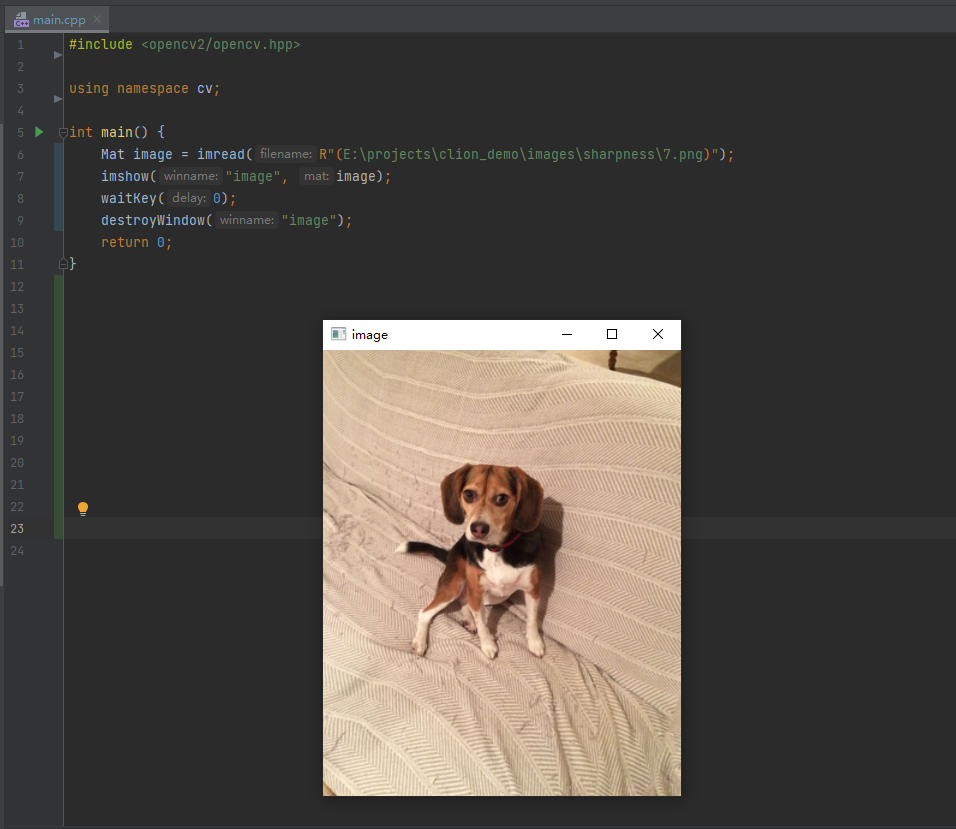 main.cpp
1 #include <opencv2/opencv.hpp>
2
3 using namespace cv;
4
5 int main() {
6 Mat image = imread( filename: R"(E:\projects\clion_demo\images\sharpness\7.png)");
7 imshow( winname: "image", mat: image);
8 waitKey( delay: 0);
9 destroyWindow( winname: "image");
10 return 0;
11 }
12
13
14
image
15
16
17
18
19
20
21
22
23
24